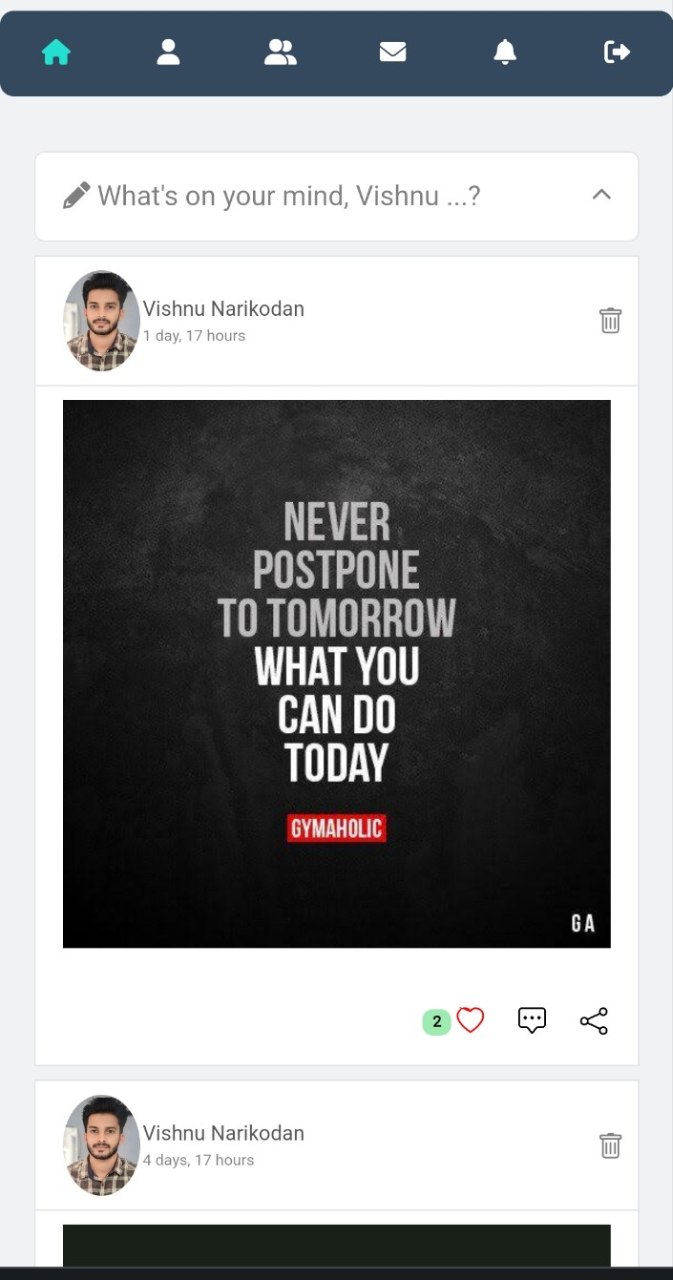 What's on your mind, Vishnu ...?
Vishnu Narikodan
1 day, 17 hours
NEVER
POSTPONE
TO TOMORROW
WHAT YOU
CAN DO
TODAY
GYMAHOLIC
G A
2
Vishnu Narikodan
4 days, 17 hours